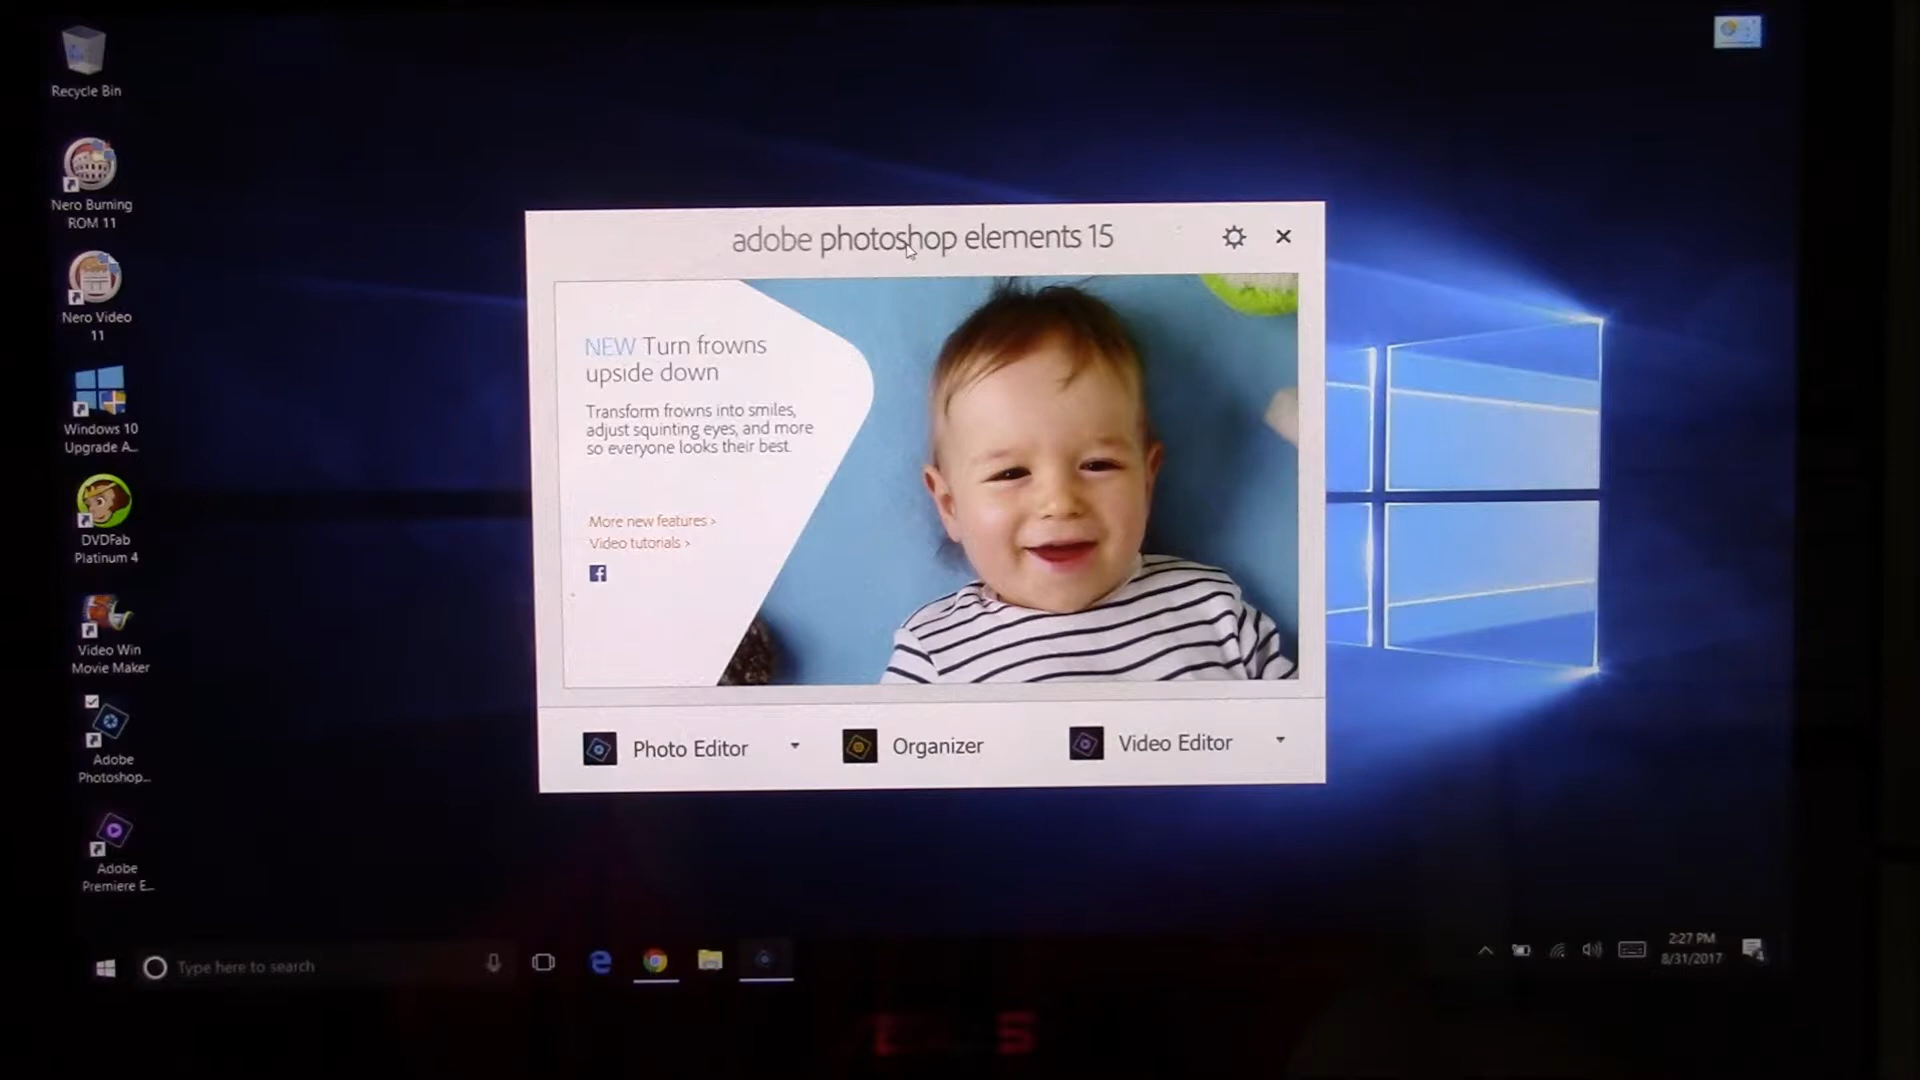 Recycle Bin
Nero Burning
ROM 11
Nero Video
11
Windows 10
Upgrade A...
DVDFab
Platinum 4
Video Win
Movie Maker
Adobe
Photoshop...
Adobe
Premiere E...
adobe photoshop elements 15
NEW Turn frowns
upside down
Transform frowns into smiles,
adjust squinting eyes, and more
so everyone looks their best.
More new features >
Video tutorials >
Photo Editor
Organizer
Video Editor
Type here to search
2:27 PM
8/31/2017